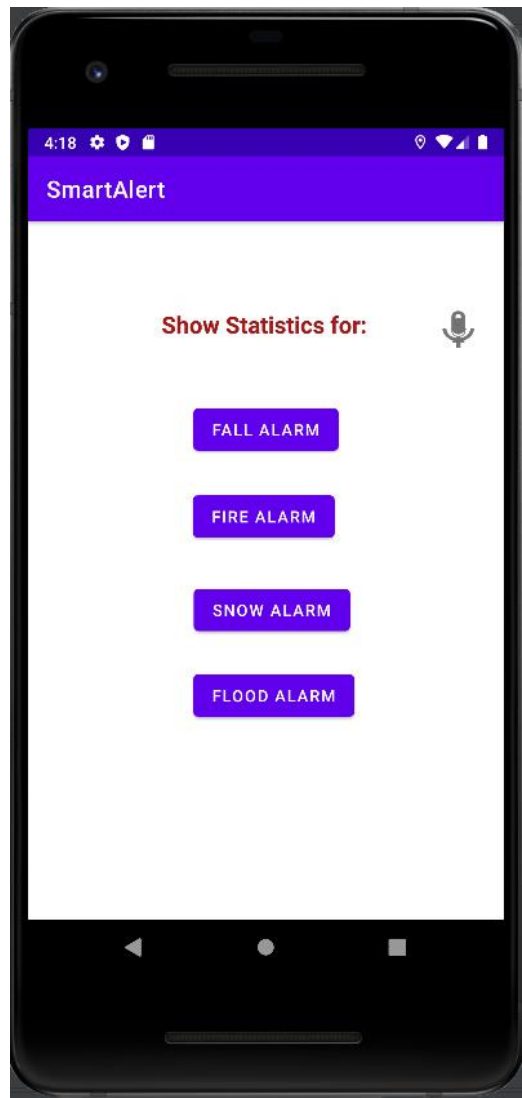 4:18
SmartAlert
Show Statistics for:
FALL ALARM
FIRE ALARM
SNOW ALARM
FLOOD ALARM